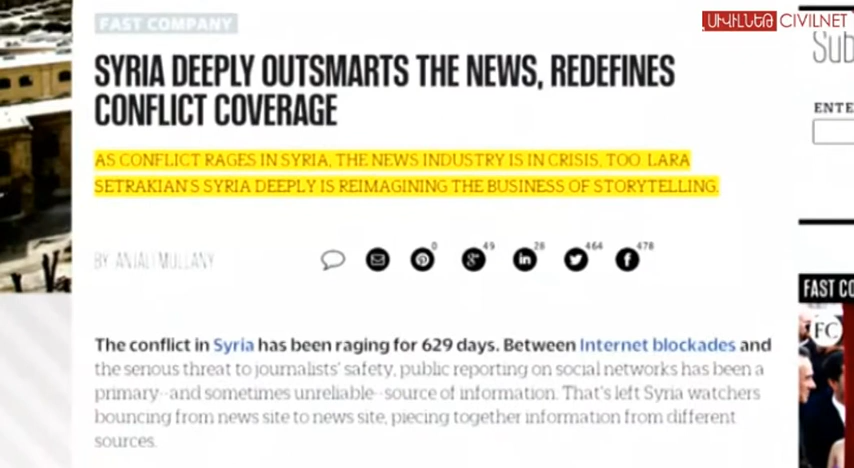 FAST COMPANY
ՍԻՎԻԼՆԵԹ CIVILNET
SYRIA DEEPLY OUTSMARTS THE NEWS, REDEFINES
CONFLICT COVERAGE
AS CONFLICT RAGES IN SYRIA, THE NEWS INDUSTRY IS IN CRISIS, TOO. LARA
SETRAKIAN'S SYRIA DEEPLY IS REIMAGINING THE BUSINESS OF STORYTELLING.
BY ANJALI MULLANY
0 49 28 464 478
The conflict in Syria has been raging for 629 days. Between Internet blockades and
the serious threat to journalists' safety, public reporting on social networks has been a
primary--and sometimes unreliable--source of information. That's left Syria watchers
bouncing from news site to news site, piecing together information from different
sources.
Sub
ENTE
FAST CO
FC